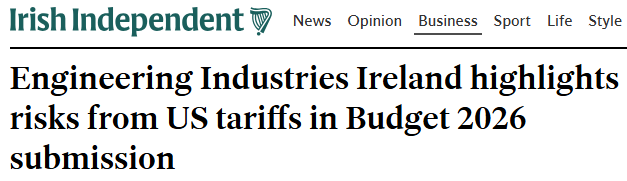 Irish Independent News Opinion Business Sport Life Style
Engineering Industries Ireland highlights
risks from US tariffs in Budget 2026
submission